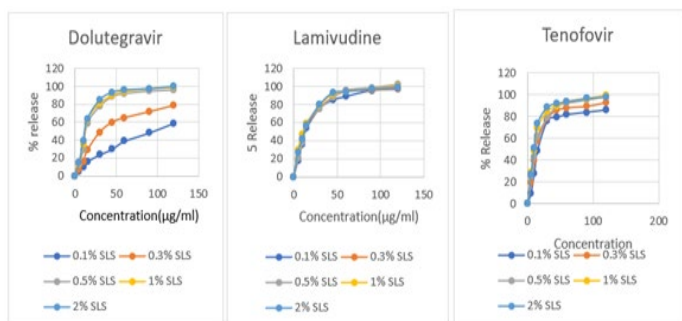 Dolutegravir
% release
120
100
80
60
40
20
0
0 50 100 150
Concentration(µg/ml)
0.1% SLS 0.3% SLS
0.5% SLS 1% SLS
2% SLS
Lamivudine
5 Release
120
100
80
60
40
20
0
0 50 100 150
Concentration(µg/ml)
0.1% SLS 0.3% SLS
0.5% SLS 1% SLS
2% SLS
Tenofovir
% Release
120
100
80
60
40
20
0
0 100 200
Concentration
0.1% SLS 0.3% SLS
0.5% SLS 1% SLS
2% SLS